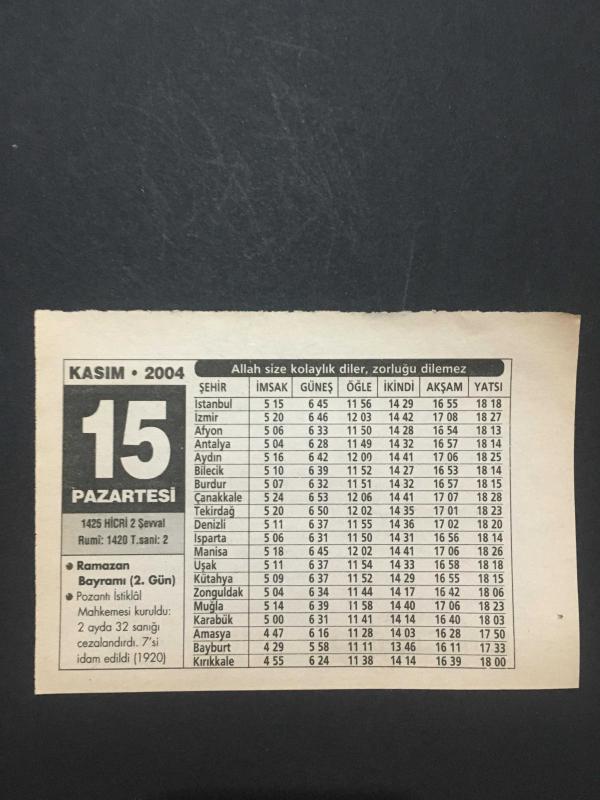 KASIM • 2004
15
PAZARTESİ
1425 HİCRİ 2 Şevval
Rumî: 1420 T.sani: 2
Ramazan
Bayramı (2. Gün)
Pozantı İstiklâl
Mahkemesi kuruldu:
2 ayda 32 sanığı
cezalandırdı. 7'si
idam edildi (1920)
Allah size kolaylık diler, zorluğu dilemez
ŞEHİR İMSAK GÜNEŞ ÖĞLE İKİNDİ AKŞAM YATSI
İstanbul 5 15 6 45 11 56 14 29 16 55 18 18
İzmir 5 20 6 46 12 03 14 42 17 08 18 27
Afyon 5 06 6 33 11 50 14 28 16 54 18 13
Antalya 5 04 6 28 11 49 14 32 16 57 18 14
Aydın 5 16 6 42 12 00 14 41 17 06 18 25
Bilecik 5 10 6 39 11 52 14 27 16 53 18 14
Burdur 5 07 6 32 11 51 14 32 16 57 18 15
Çanakkale 5 24 6 53 12 06 14 41 17 07 18 28
Tekirdağ 5 20 6 50 12 02 14 35 17 01 18 23
Denizli 5 11 6 37 11 55 14 36 17 02 18 20
Isparta 5 06 6 31 11 50 14 31 16 56 18 14
Manisa 5 18 6 45 12 02 14 41 17 06 18 26
Uşak 5 11 6 37 11 54 14 33 16 58 18 18
Kütahya 5 09 6 37 11 52 14 29 16 55 18 15
Zonguldak 5 04 6 34 11 44 14 17 16 42 18 06
Muğla 5 14 6 39 11 58 14 40 17 06 18 23
Karabük 5 00 6 31 11 41 14 14 16 40 18 03
Amasya 4 47 6 16 11 28 14 03 16 28 17 50
Bayburt 4 29 5 58 11 11 13 46 16 11 17 33
Kırıkkale 4 55 6 24 11 38 14 14 16 39 18 00